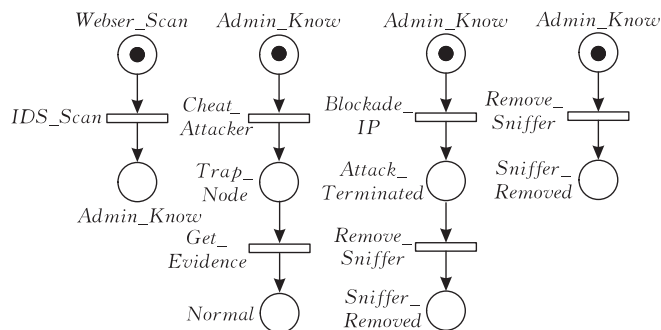 Webser_Scan
IDS_Scan
Admin_Know
Admin_Know
Cheat_
Attacker
Trap_
Node
Get_
Evidence
Normal
Admin_Know
Blockade_
IP
Attack_
Terminated
Remove_
Sniffer
Sniffer_
Removed
Admin_Know
Remove_
Sniffer
Sniffer_
Removed